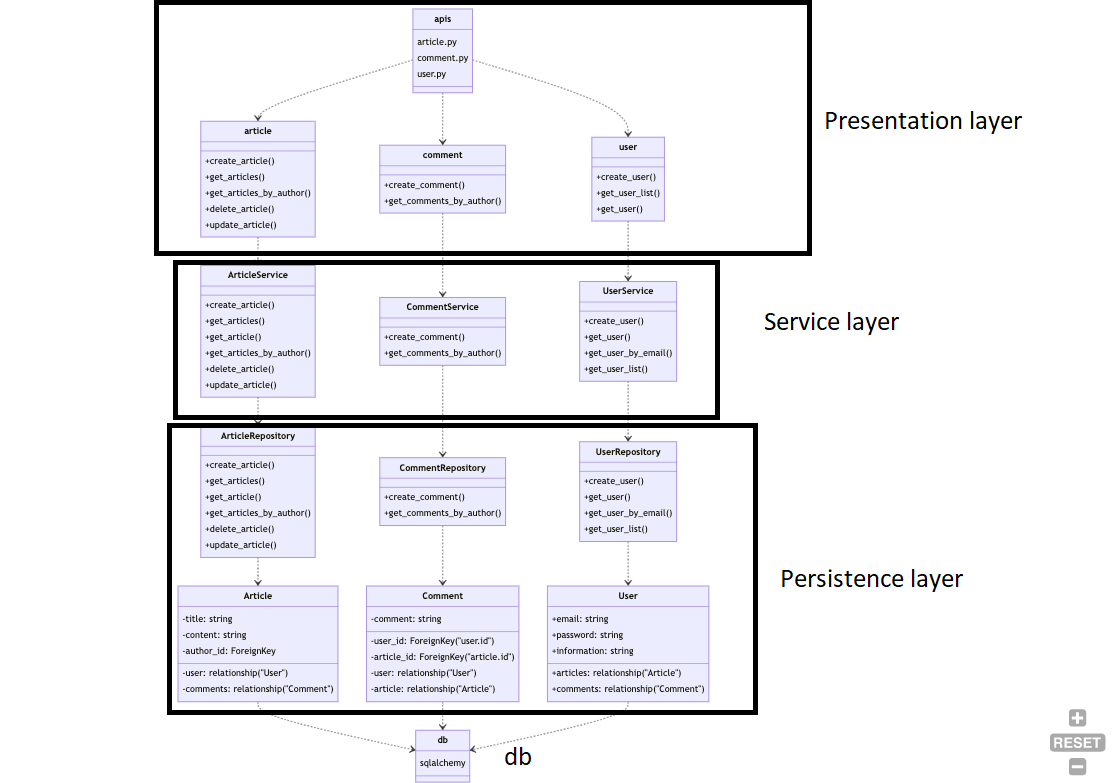 apis
article.py
comment.py
user.py
article
+create_article()
+get_articles()
+get_articles_by_author()
+delete_article()
+update_article()
comment
+create_comment()
+get_comments_by_author()
user
+create_user()
+get_user_list()
+get_user()
Presentation layer
ArticleService
+create_article()
+get_articles()
+get_article()
+get_articles_by_author()
+delete_article()
+update_article()
CommentService
+create_comment()
+get_comments_by_author()
UserService
+create_user()
+get_user()
+get_user_by_email()
+get_user_list()
Service layer
ArticleRepository
+create_article()
+get_articles()
+get_article()
+get_articles_by_author()
+delete_article()
+update_article()
CommentRepository
+create_comment()
+get_comments_by_author()
UserRepository
+create_user()
+get_user()
+get_user_by_email()
+get_user_list()
Persistence layer
Article
-title: string
-content: string
-author_id: ForeignKey
-user: relationship("User")
-comments: relationship("Comment")
Comment
-comment: string
-user_id: ForeignKey("user.id")
-article_id: ForeignKey("article.id")
-user: relationship("User")
-article: relationship("Article")
User
+email: string
+password: string
+information: string
+articles: relationship("Article")
+comments: relationship("Comment")
db
sqlalchemy
db
RESET